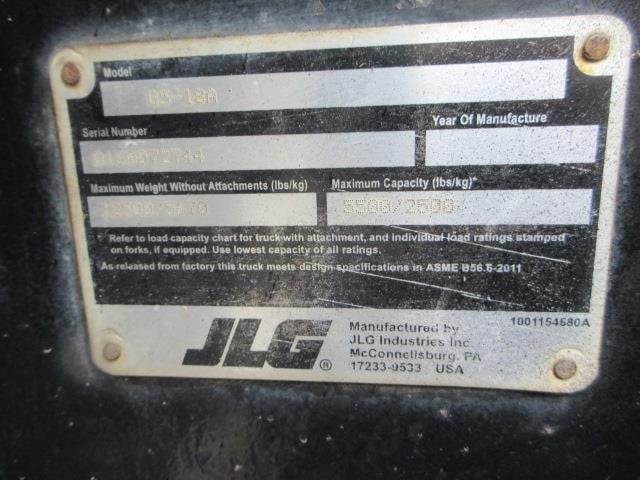 Model
G5-18A
Serial Number
Year Of Manufacture
Maximum Weight Without Attachments (lbs/kg)
Maximum Capacity (lbs/kg)*
5500/2500
Refer to load capacity chart for truck with attachment, and individual load ratings stamped
on forks, if equipped. Use lowest capacity of all ratings.
As released from factory this truck meets design specifications in ASME B56.6-2011
JLG®
Manufactured by
JLG Industries Inc
McConnellsburg, PA
17233-9533 USA
1001154580A